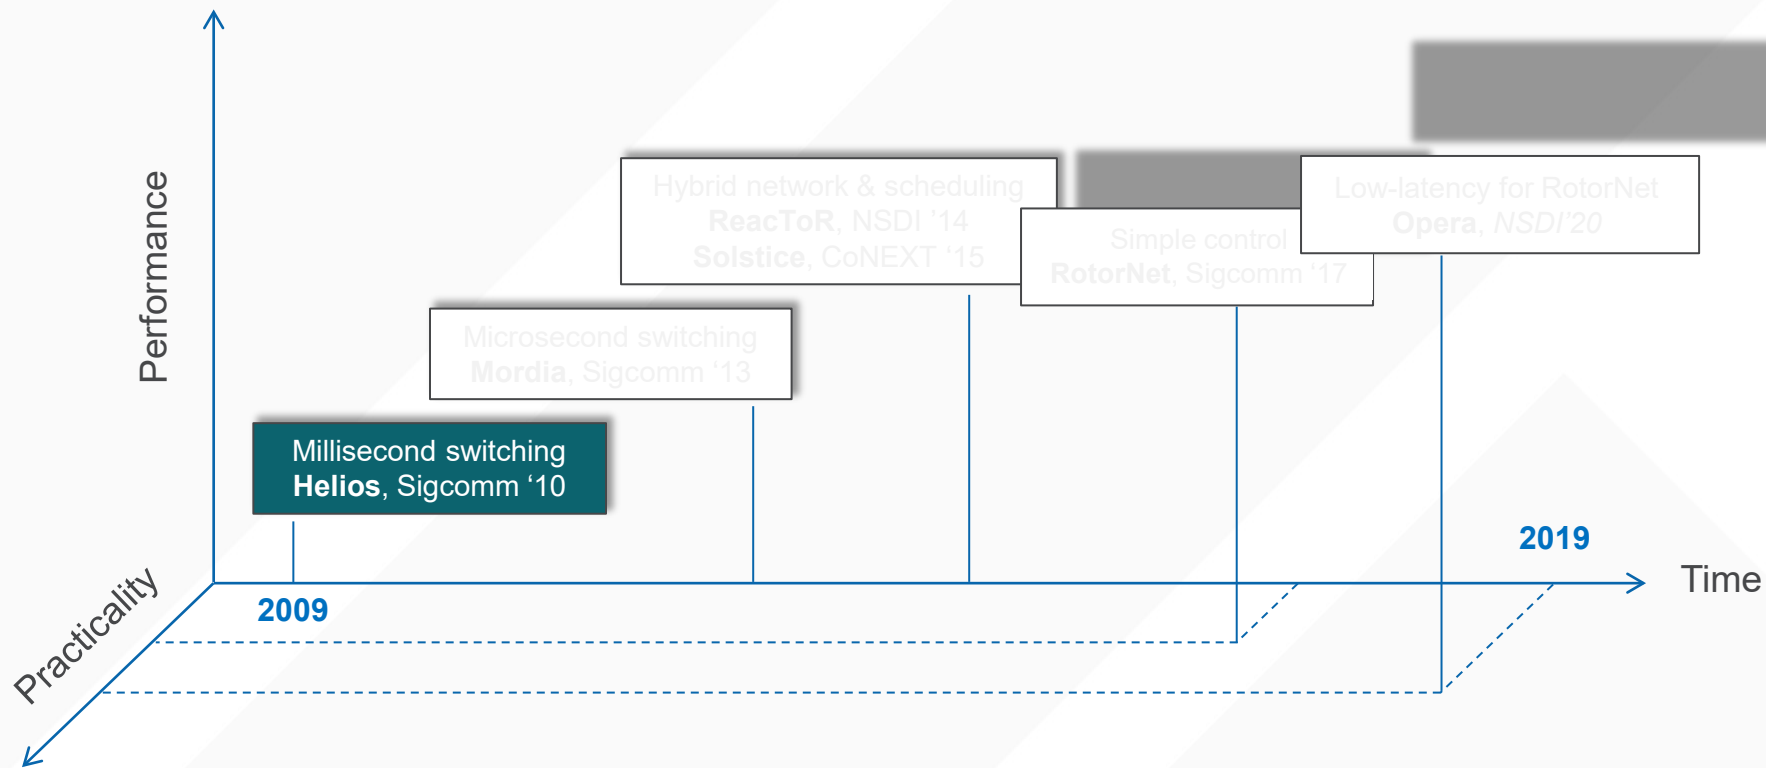 Performance
Hybrid network & scheduling
ReacToR, NSDI ’14
Solstice, CoNEXT ‘15
Low-latency for RotorNet
Opera, NSDI’20
Simple control
RotorNet, Sigcomm ‘17
Microsecond switching
Mordia, Sigcomm ‘13
Millisecond switching
Helios, Sigcomm ‘10
2019
Time
2009
Practicality